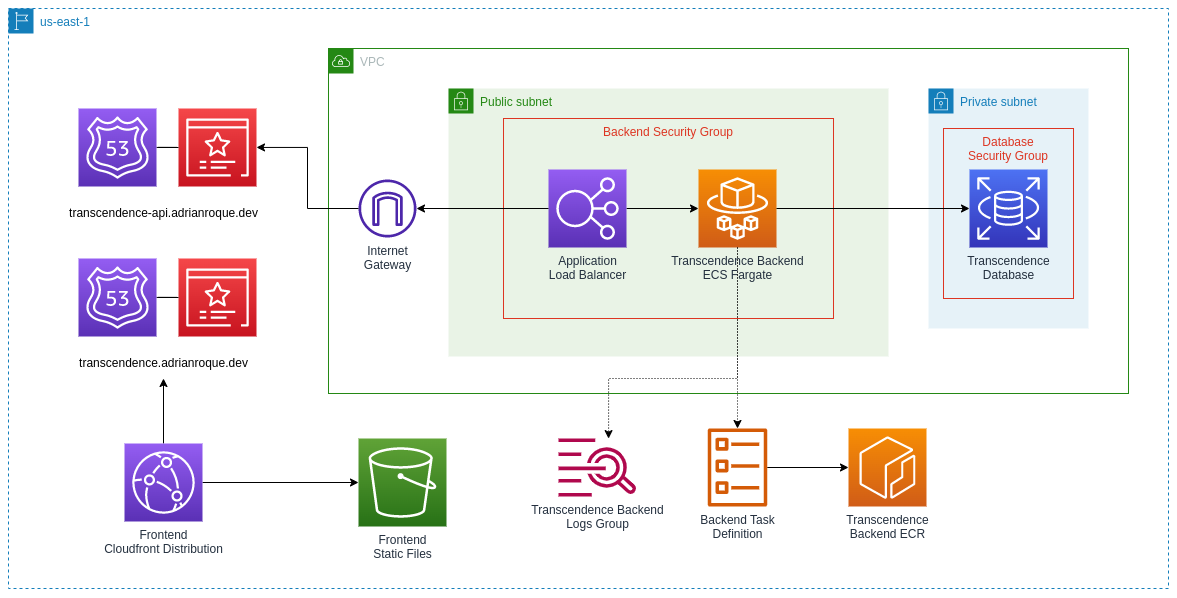 us-east-1
VPC
Public subnet
Private subnet
Backend Security Group
Database
Security Group
53
transcendence-api.adrianroque.dev
Internet
Gateway
Application
Load Balancer
Transcendence Backend
ECS Fargate
Transcendence
Database
53
transcendence.adrianroque.dev
Frontend
Cloudfront Distribution
Frontend
Static Files
Transcendence Backend
Logs Group
Backend Task
Definition
Transcendence
Backend ECR